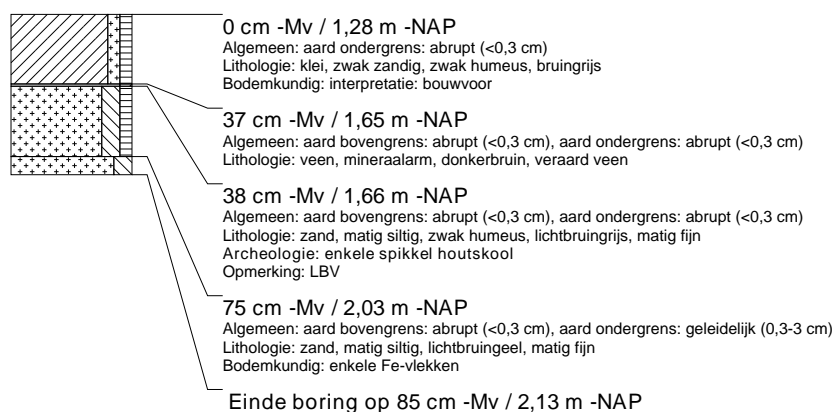 0 cm -Mv / 1,28 m -NAP
Algemeen: aard ondergrens: abrupt (<0,3 cm)
Lithologie: klei, zwak zandig, zwak humeus, bruingrijs
Bodemkundig: interpretatie: bouwvoor
37 cm -Mv / 1,65 m -NAP
Algemeen: aard bovengrens: abrupt (<0,3 cm), aard ondergrens: abrupt (<0,3 cm)
Lithologie: veen, mineraalarm, donkerbruin, veraard veen
38 cm -Mv / 1,66 m -NAP
Algemeen: aard bovengrens: abrupt (<0,3 cm), aard ondergrens: abrupt (<0,3 cm)
Lithologie: zand, matig siltig, zwak humeus, lichtbruingrijs, matig fijn
Archeologie: enkele spikkel houtskool
Opmerking: LBV
75 cm -Mv / 2,03 m -NAP
Algemeen: aard bovengrens: abrupt (<0,3 cm), aard ondergrens: geleidelijk (0,3-3 cm)
Lithologie: zand, matig siltig, lichtbruingeel, matig fijn
Bodemkundig: enkele Fe-vlekken
Einde boring op 85 cm -Mv / 2,13 m -NAP